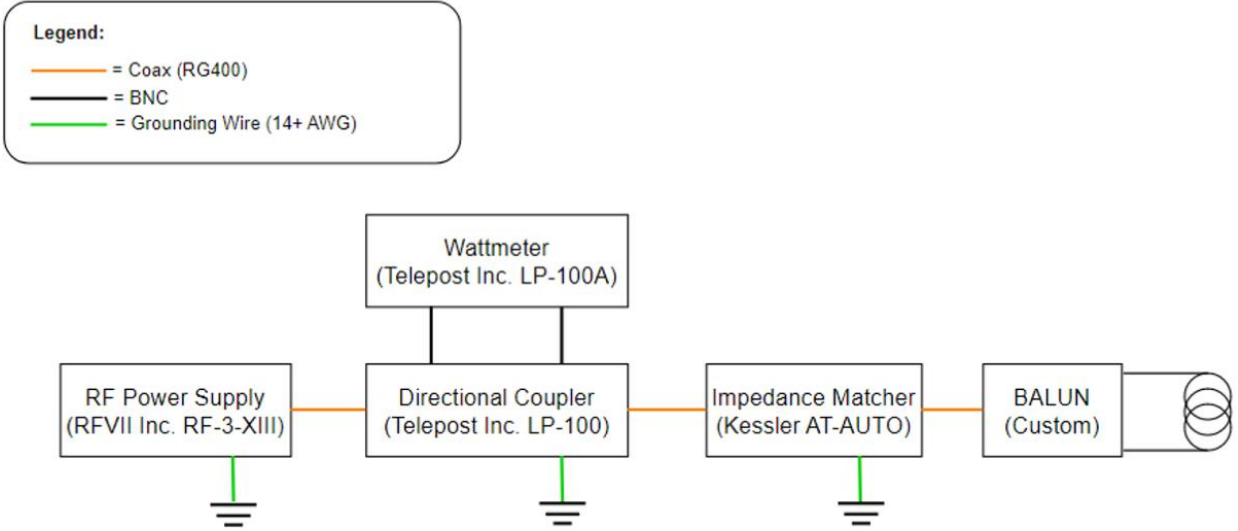 Legend:
= Coax (RG400)
= BNC
= Grounding Wire (14+ AWG)
Wattmeter
(Telepost Inc. LP-100A)
RF Power Supply
(RFVII Inc. RF-3-XIII)
Directional Coupler
(Telepost Inc. LP-100)
Impedance Matcher
(Kessler AT-AUTO)
BALUN
(Custom)